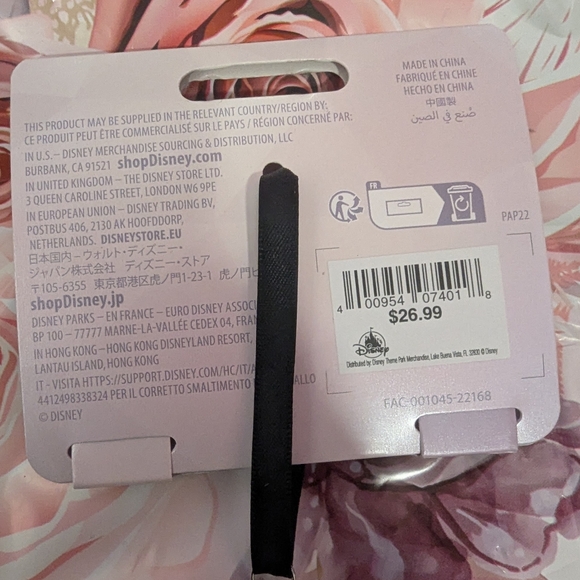 THIS PRODUCT MAY BE SUPPLIED IN THE RELEVANT COUNTRY/REGION BY:
CE PRODUIT PEUT ÊTRE COMMERCIALISÉ SUR LE PAYS / RÉGION CONCERNÉ PAR:
IN U.S.– DISNEY MERCHANDISE SOURCING & DISTRIBUTION, LLC
BURBANK, CA 91521 shopDisney.com
IN UNITED KINGDOM – THE DISNEY STORE LTD.
3 QUEEN CAROLINE STREET, LONDON W6 9PE
IN EUROPEAN UNION – DISNEY TRADING BV,
POSTBUS 406, 2130 AK HOOFDDORP,
NETHERLANDS. DISNEYSTORE.EU
日本国内 – ウォルト・ディズニー・
ジャパン株式会社 ディズニー・ストア
〒105-6355 東京都港区虎ノ門1-23-1 虎ノ門
shopDisney.jp
DISNEY PARKS – EN FRANCE – EURO DISNEY ASSOCI
BP 100 – 77777 MARNE-LA-VALLÉE CEDEX 04, FRAN
IN HONG KONG – HONG KONG DISNEYLAND RESORT,
LANTAU ISLAND, HONG KONG
IT - VISITA HTTPS://SUPPORT.DISNEY.COM/HC/IT/A
4412498338324 PER IL CORRETTO SMALTIMENTO ALLO
© DISNEY
MADE IN CHINA
FABRIQUÉ EN CHINE
HECHO EN CHINA
中國製
صُنع في الصين
FR
PAP22
4 00954 07401 8
$26.99
Disney
Distributed by: Disney Theme Park Merchandise, Lake Buena Vista, FL 32830 © Disney
FAC-001045-22168